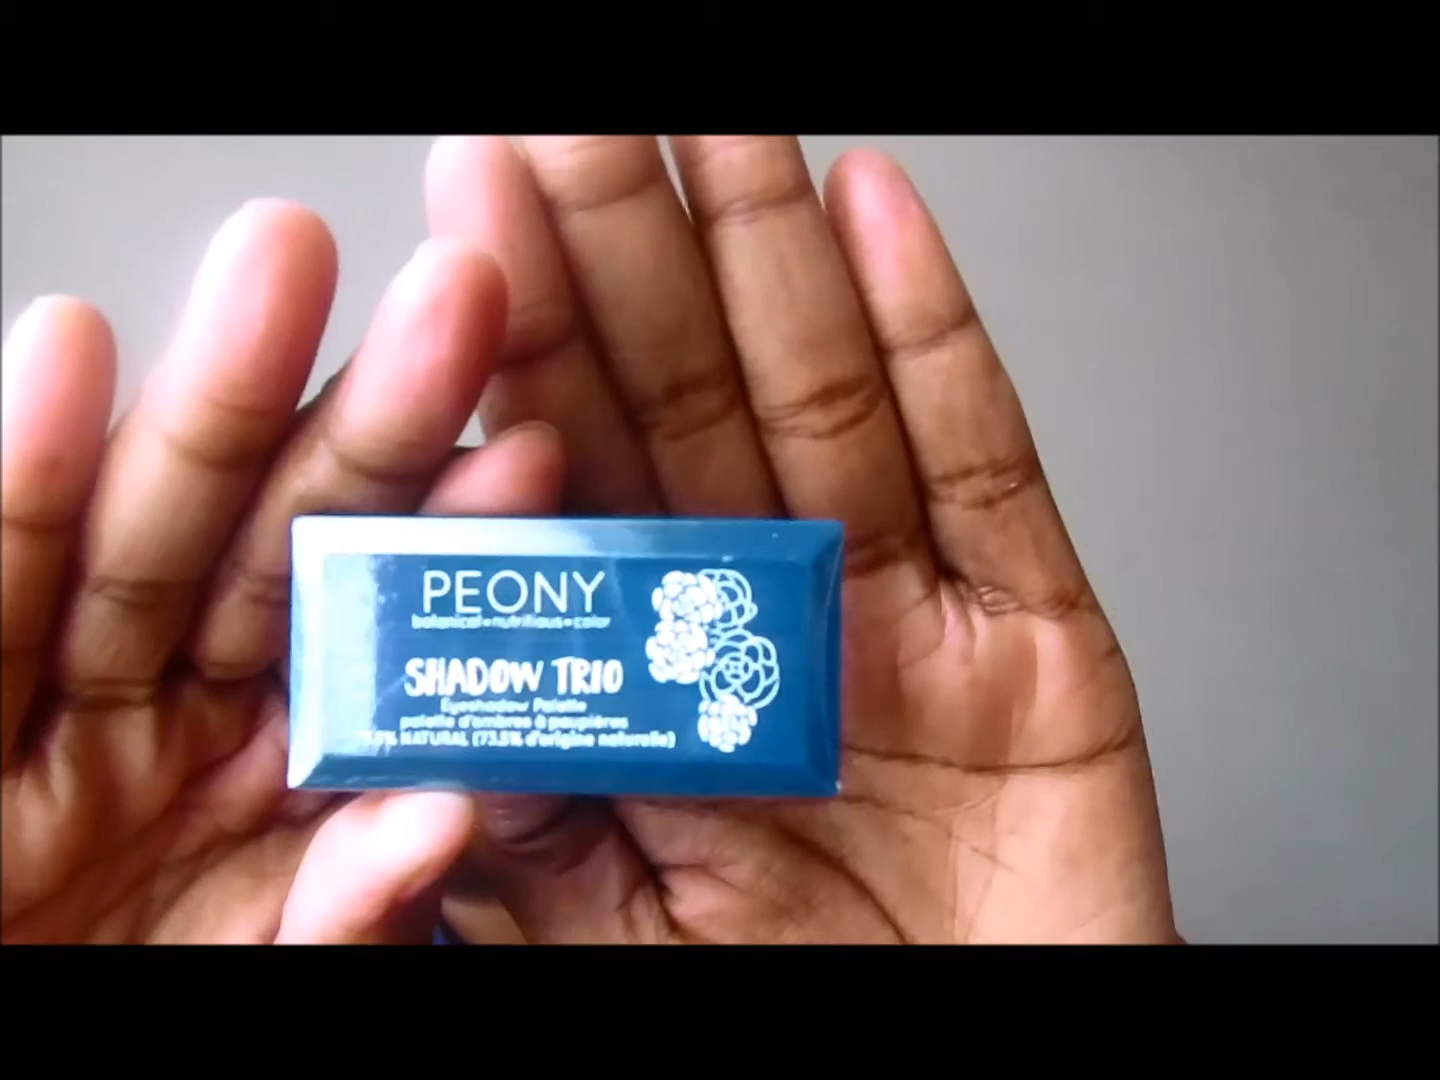 PEONY
botanical • nutritious • color
SHADOW TRIO
Eyeshadow Palette
palette d'ombres à paupières
NATURAL (73.5% d'origine naturelle)